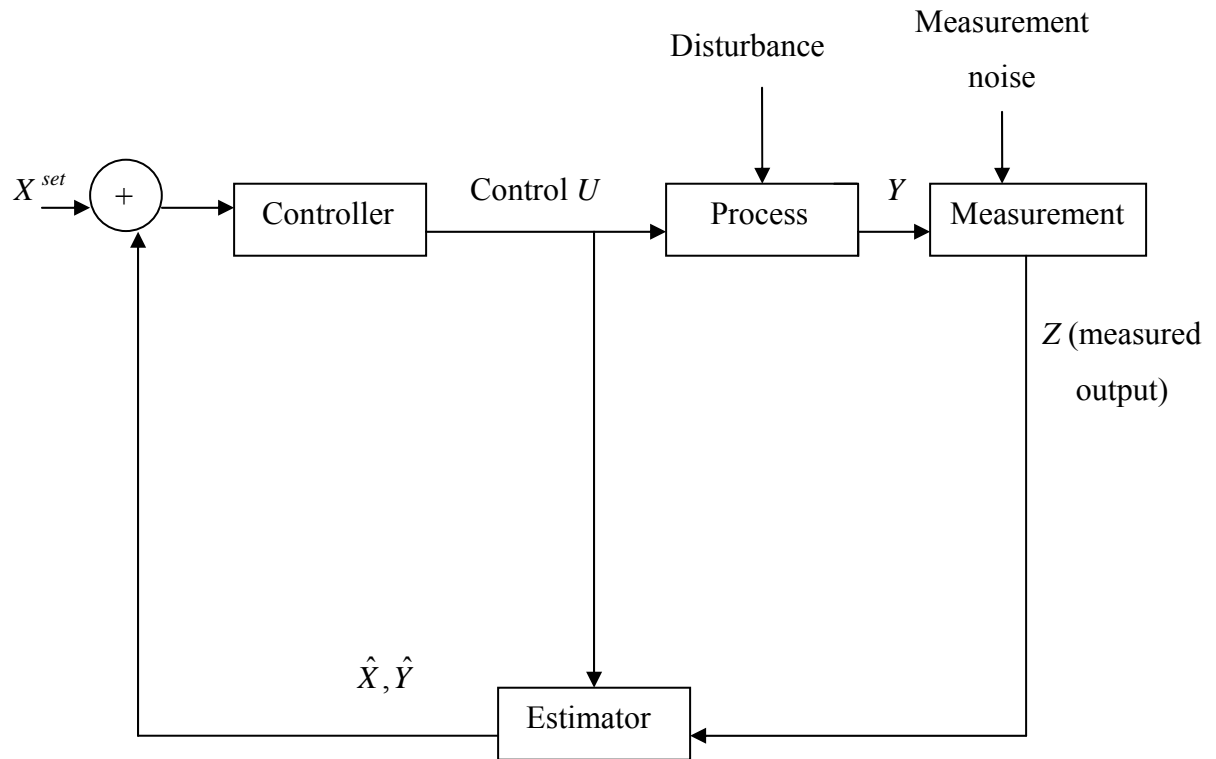 Measurement
noise
Disturbance
X^set
+
Controller
Control U
Process
Y
Measurement
Z (measured
output)
X̂, Ŷ
Estimator